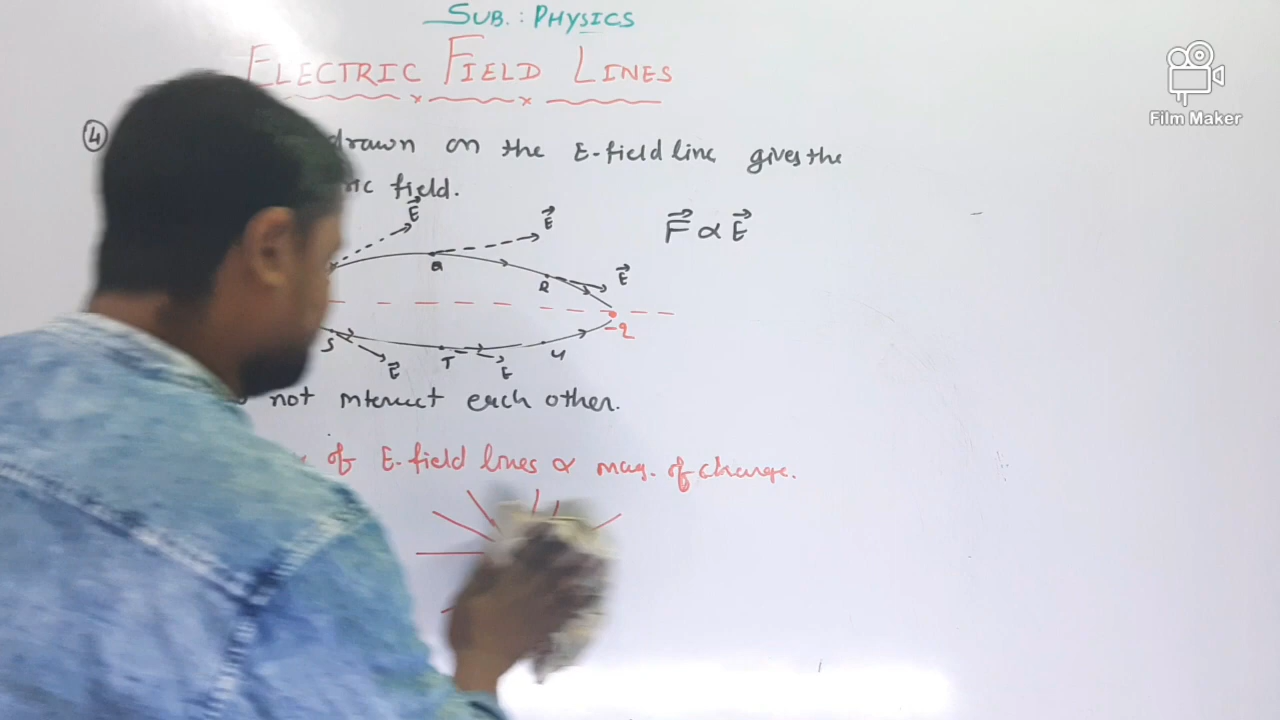 SUB. : PHYSICS
ELECTRIC FIELD LINES
Film Maker
4 drawn on the E-field line gives the
ric field.
E E F ∝ E
Q R E
-q
S E T E U
not intersect each other.
of E-field lines ∝ mag. of charge.